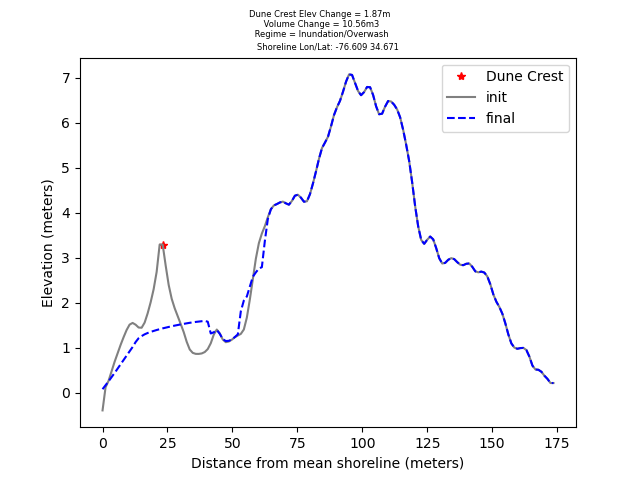 Dune Crest Elev Change = 1.87m
Volume Change = 10.56m3
Regime = Inundation/Overwash
Shoreline Lon/Lat: -76.609 34.671
Dune Crest
init
final
7
6
5
4
3
2
1
0
Elevation (meters)
0 25 50 75 100 125 150 175
Distance from mean shoreline (meters)